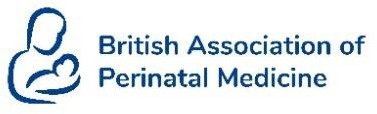 British Association of
Perinatal Medicine